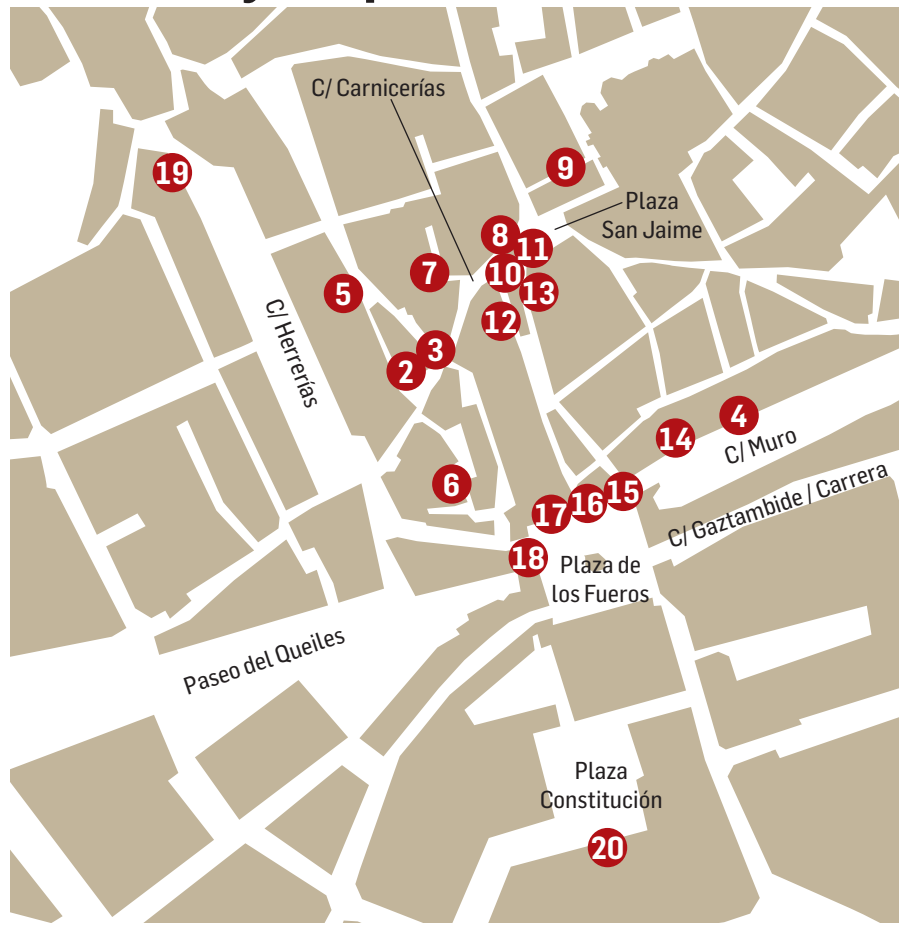 C/ Carnicerías
19
9
Plaza
San Jaime
8
11
7
10
5
13
12
C/ Herrerías
3
2
4
14
C/ Muro
6
15
16
17
C/ Gaztambide / Carrera
18
Plaza de
los Fueros
Paseo del Queiles
Plaza
Constitución
20